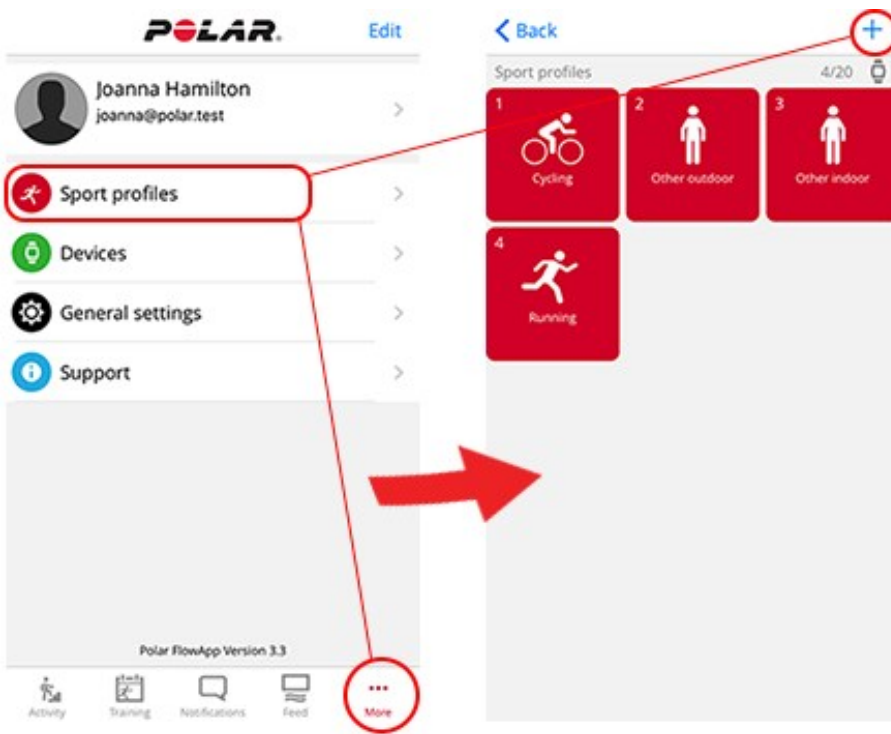 POLAR.
Edit
Joanna Hamilton
joanna@polar.test
Sport profiles
Devices
General settings
Support
Polar FlowApp Version 3.3
Activity
Training
Notifications
Feed
More
Back
+
Sport profiles
4/20
1
Cycling
2
Other outdoor
3
Other indoor
4
Running